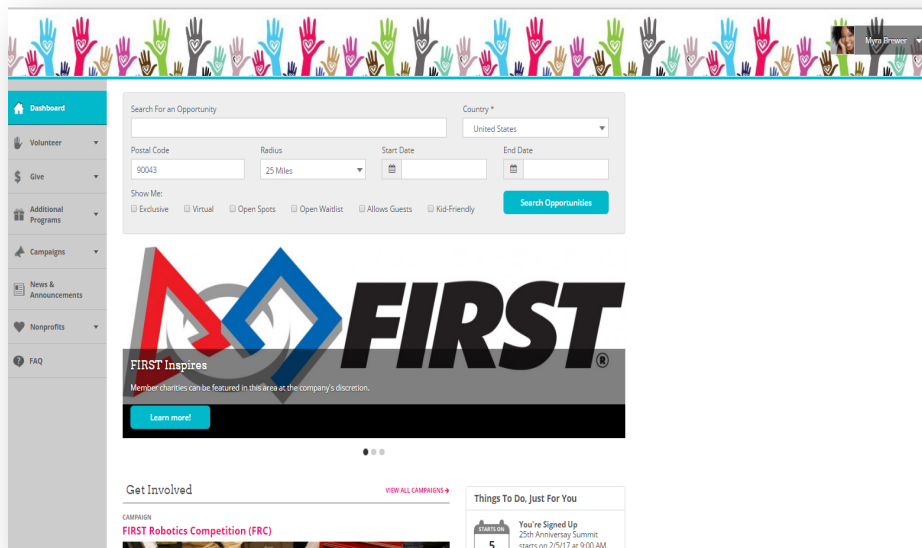 Myra Brewer
Dashboard
Volunteer
Give
Additional
Programs
Campaigns
News &
Announcements
Nonprofits
FAQ
Search For an Opportunity
Country *
United States
Postal Code
Radius
Start Date
End Date
90043
25 Miles
Show Me:
Exclusive
Virtual
Open Spots
Open Waitlist
Allows Guests
Kid-Friendly
Search Opportunities
FIRST®
FIRST Inspires
Member charities can be featured in this area at the company's discretion.
Learn more!
Get Involved
VIEW ALL CAMPAIGNS
CAMPAIGN
FIRST Robotics Competition (FRC)
Things To Do, Just For You
STARTS ON
5
You're Signed Up
25th Anniversay Summit
starts on 2/5/17 at 9:00 AM.